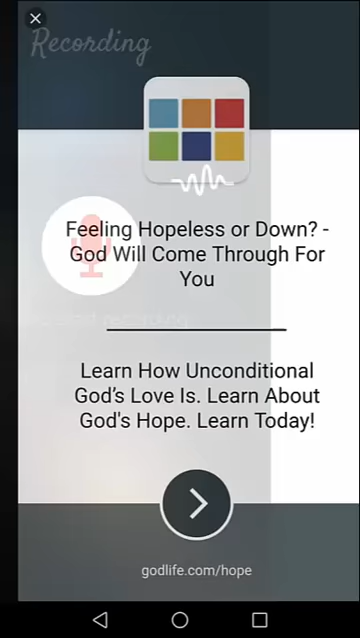 Recording
Feeling Hopeless or Down? -
God Will Come Through For
You
Learn How Unconditional
God’s Love Is. Learn About
God's Hope. Learn Today!
godlife.com/hope